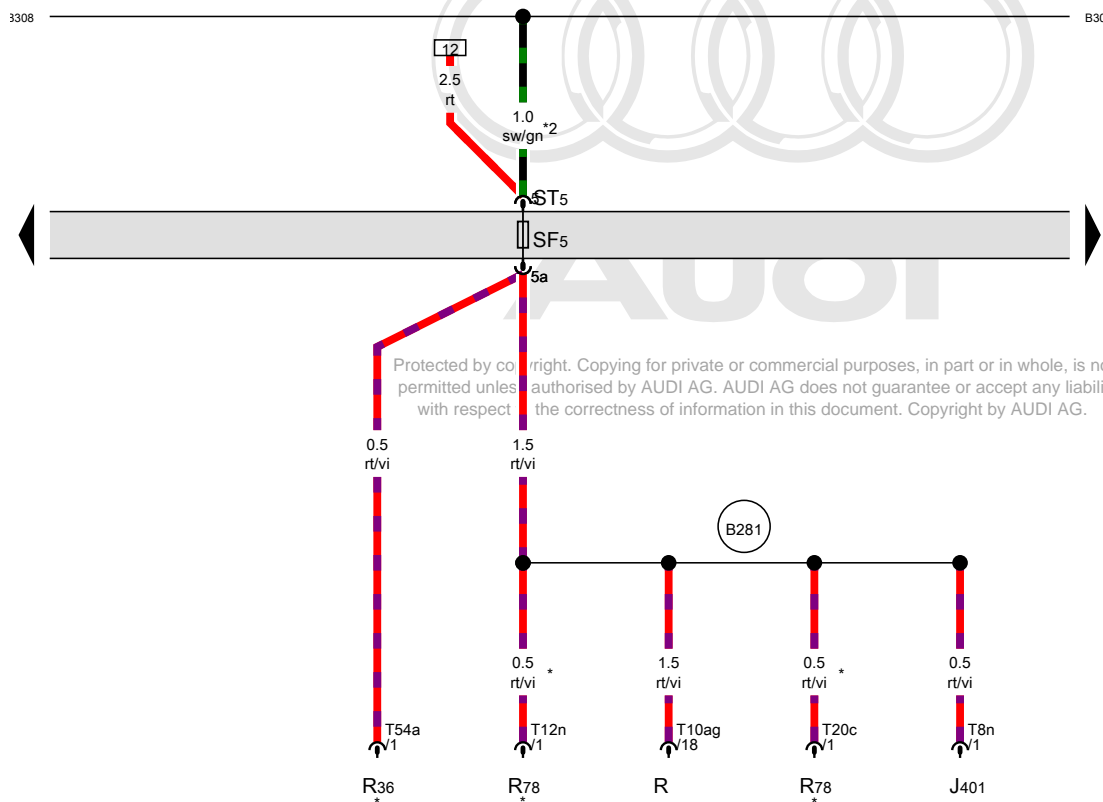 3308
B30
12
2.5
rt
1.0
sw/gn *2
5 ST5
SF5
5a
AUDI
Protected by copyright. Copying for private or commercial purposes, in part or in whole, is no
permitted unles authorised by AUDI AG. AUDI AG does not guarantee or accept any liabili
with respect the correctness of information in this document. Copyright by AUDI AG.
0.5
rt/vi
1.5
rt/vi
B281
0.5
rt/vi *
1.5
rt/vi
0.5
rt/vi *
0.5
rt/vi
T54a
/1
T12n
/1
T10ag
/18
T20c
/1
T8n
/1
R36
*
R78
*
R
R78
*
J401